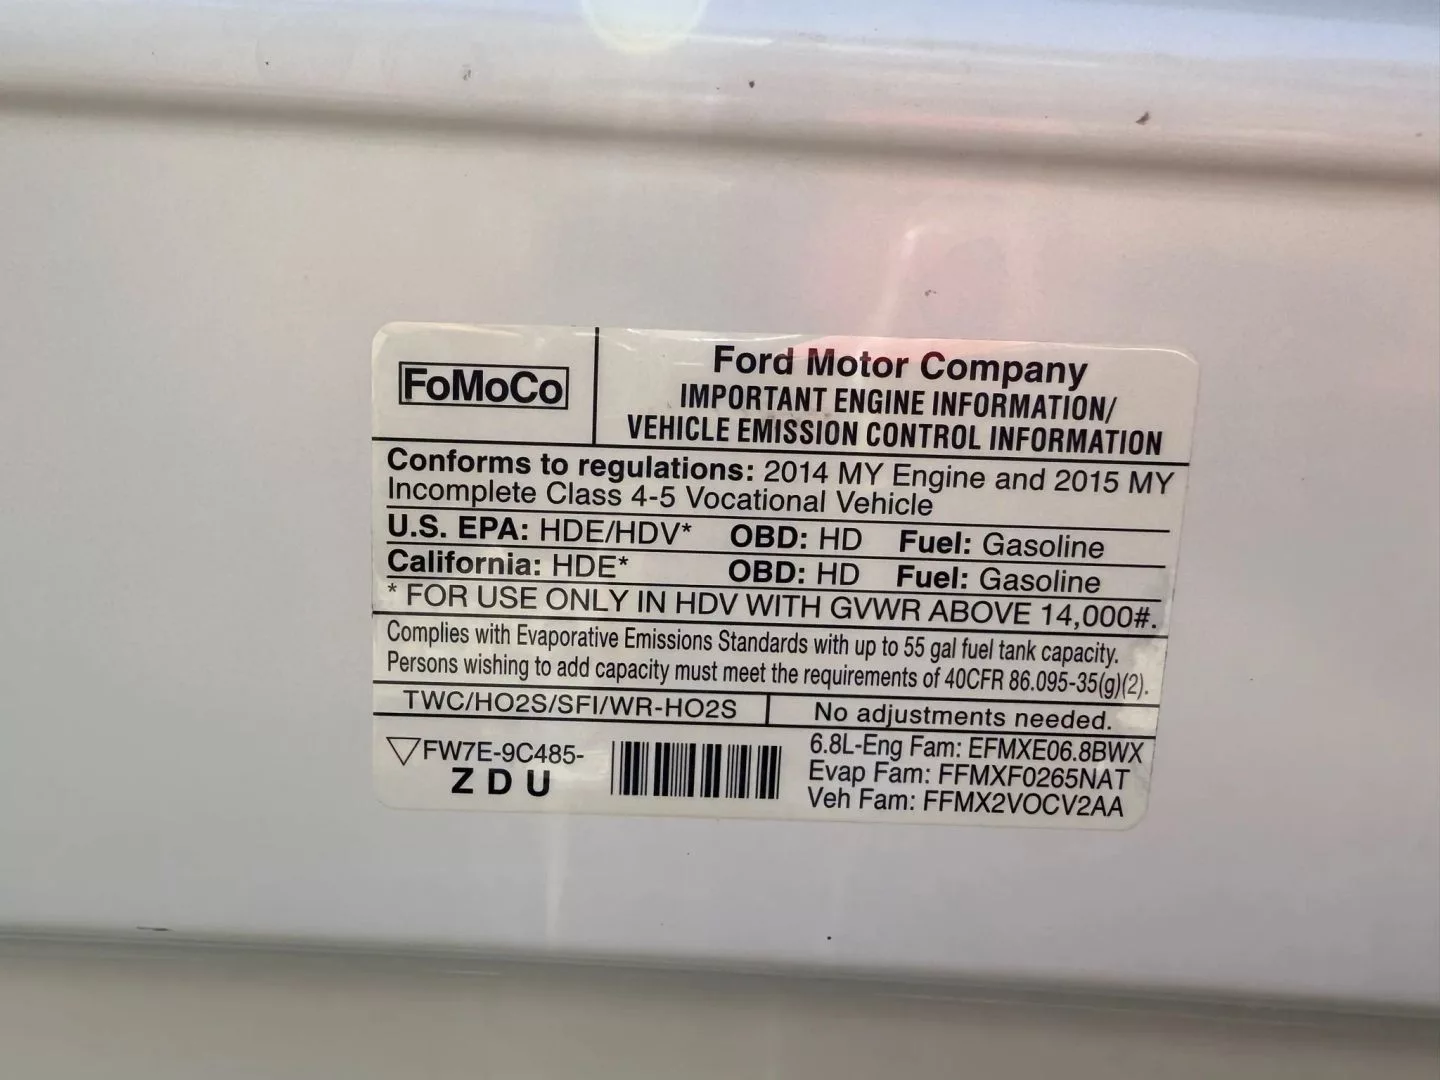 FoMoCo
Ford Motor Company
IMPORTANT ENGINE INFORMATION/
VEHICLE EMISSION CONTROL INFORMATION
Conforms to regulations: 2014 MY Engine and 2015 MY
Incomplete Class 4-5 Vocational Vehicle
U.S. EPA: HDE/HDV* OBD: HD Fuel: Gasoline
California: HDE* OBD: HD Fuel: Gasoline
* FOR USE ONLY IN HDV WITH GVWR ABOVE 14,000#.
Complies with Evaporative Emissions Standards with up to 55 gal fuel tank capacity.
Persons wishing to add capacity must meet the requirements of 40CFR 86.095-35(g)(2).
TWC/HO2S/SFI/WR-HO2S No adjustments needed.
FW7E-9C485-
Z D U
6.8L-Eng Fam: EFMXE06.8BWX
Evap Fam: FFMXF0265NAT
Veh Fam: FFMX2VOCV2AA